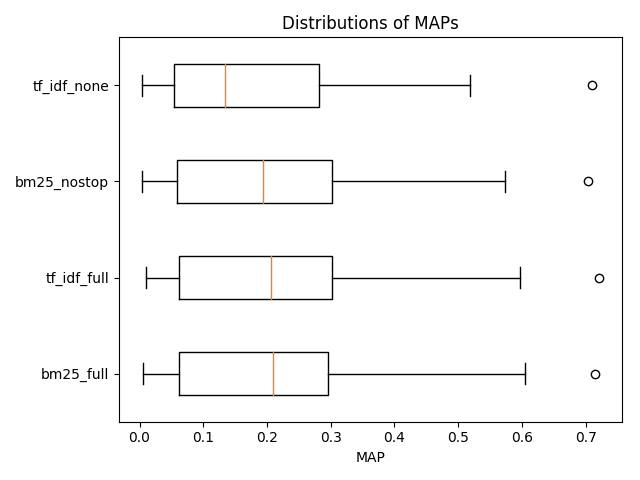 Distributions of MAPs
tf_idf_none
bm25_nostop
tf_idf_full
bm25_full
0.0 0.1 0.2 0.3 0.4 0.5 0.6 0.7
MAP